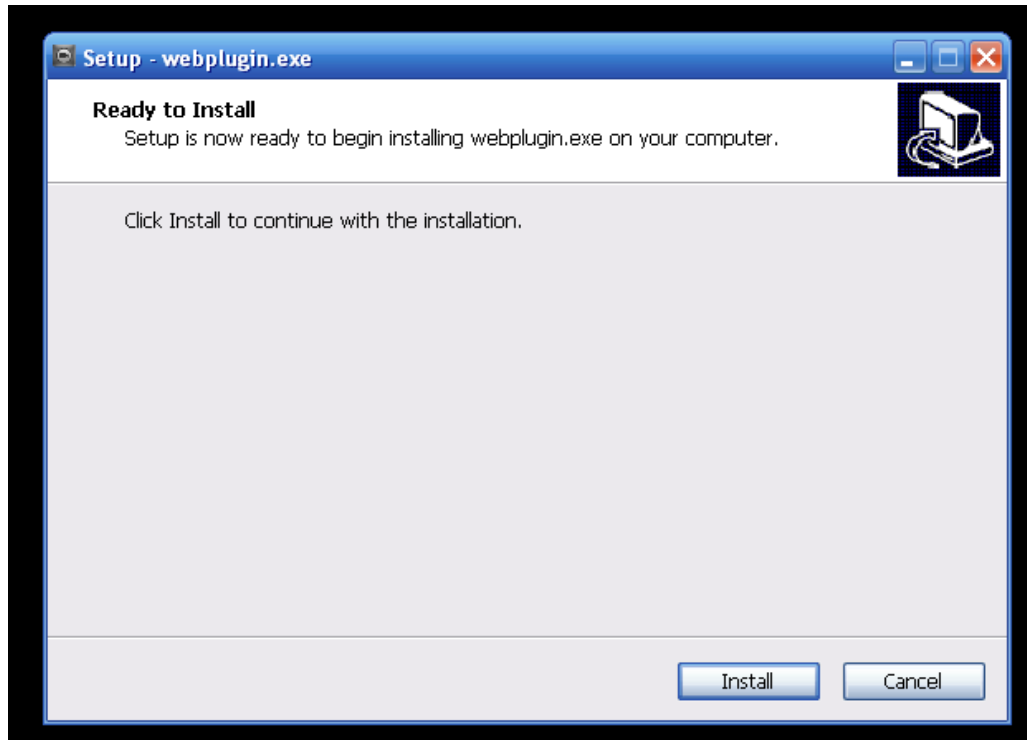 Setup - webplugin.exe
Ready to Install
Setup is now ready to begin installing webplugin.exe on your computer.
Click Install to continue with the installation.
Install
Cancel